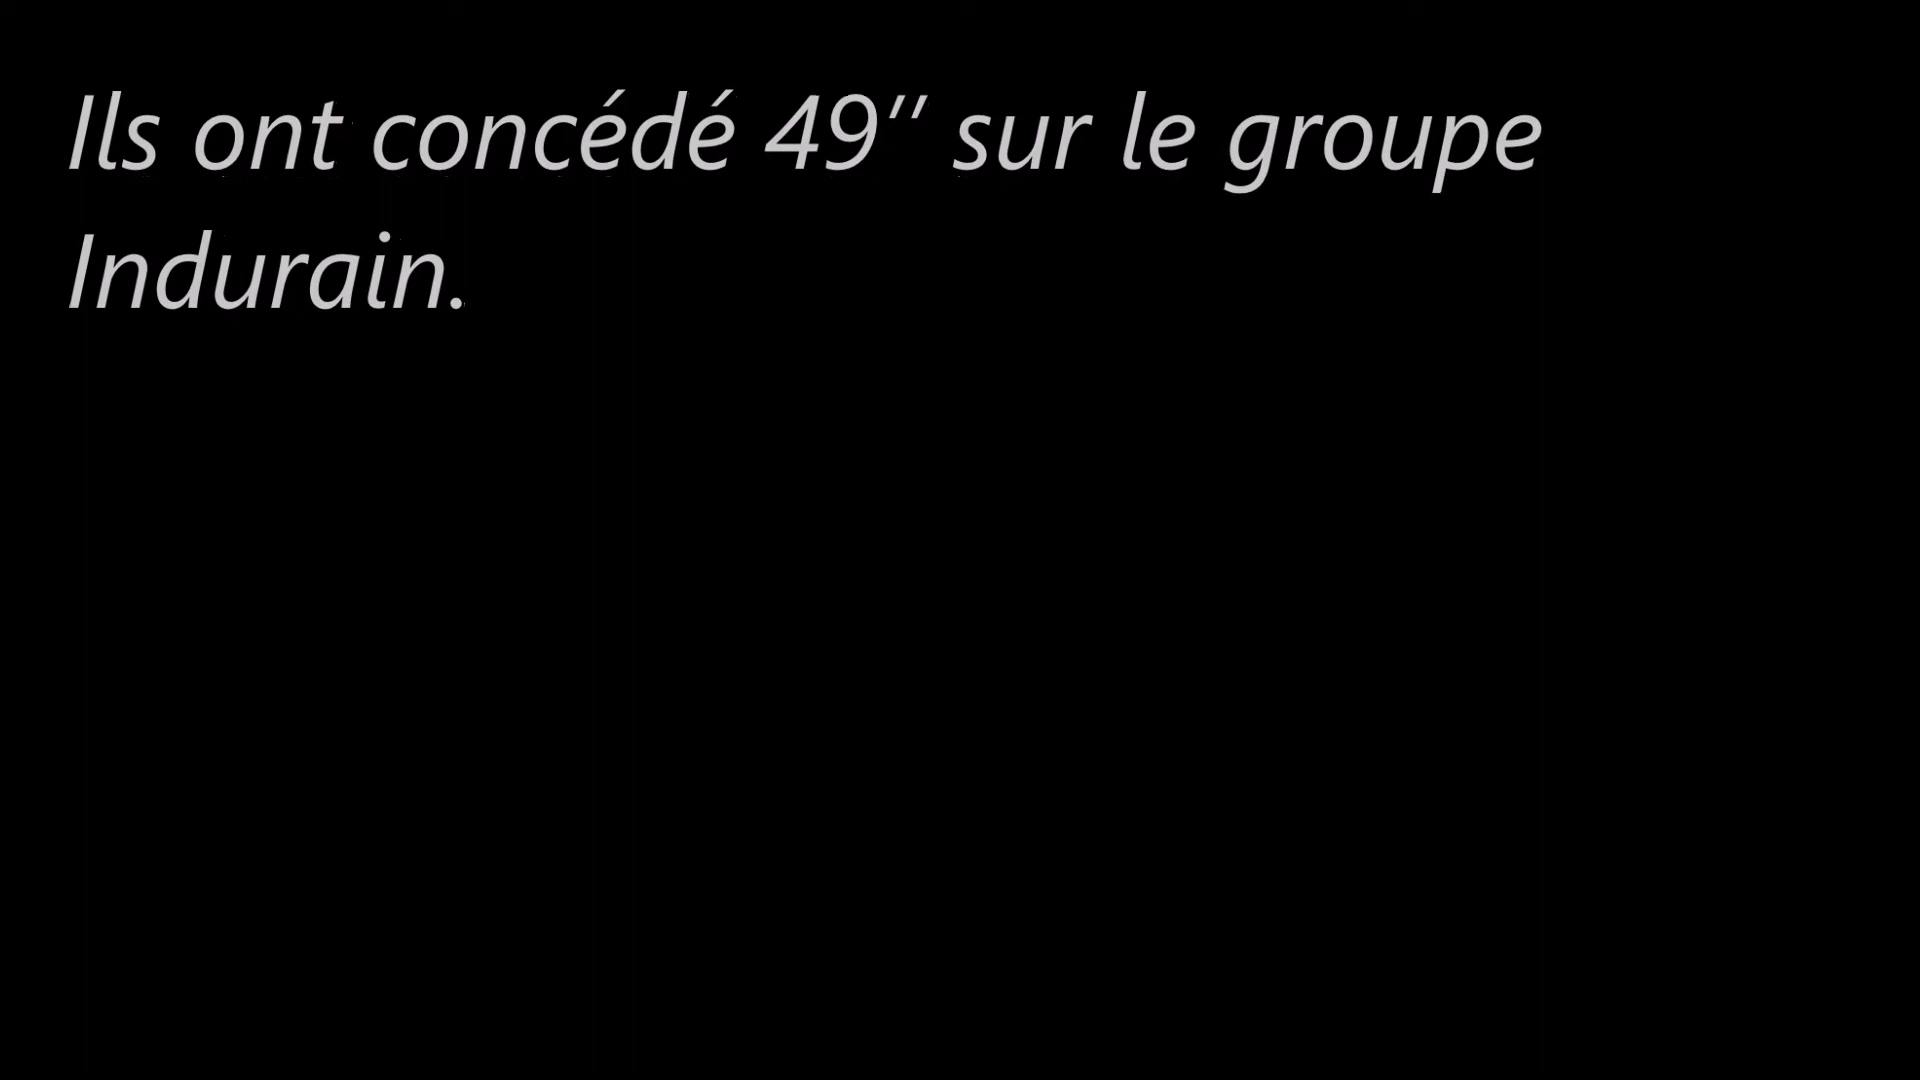 Ils ont concédé 49’’ sur le groupe
Indurain.